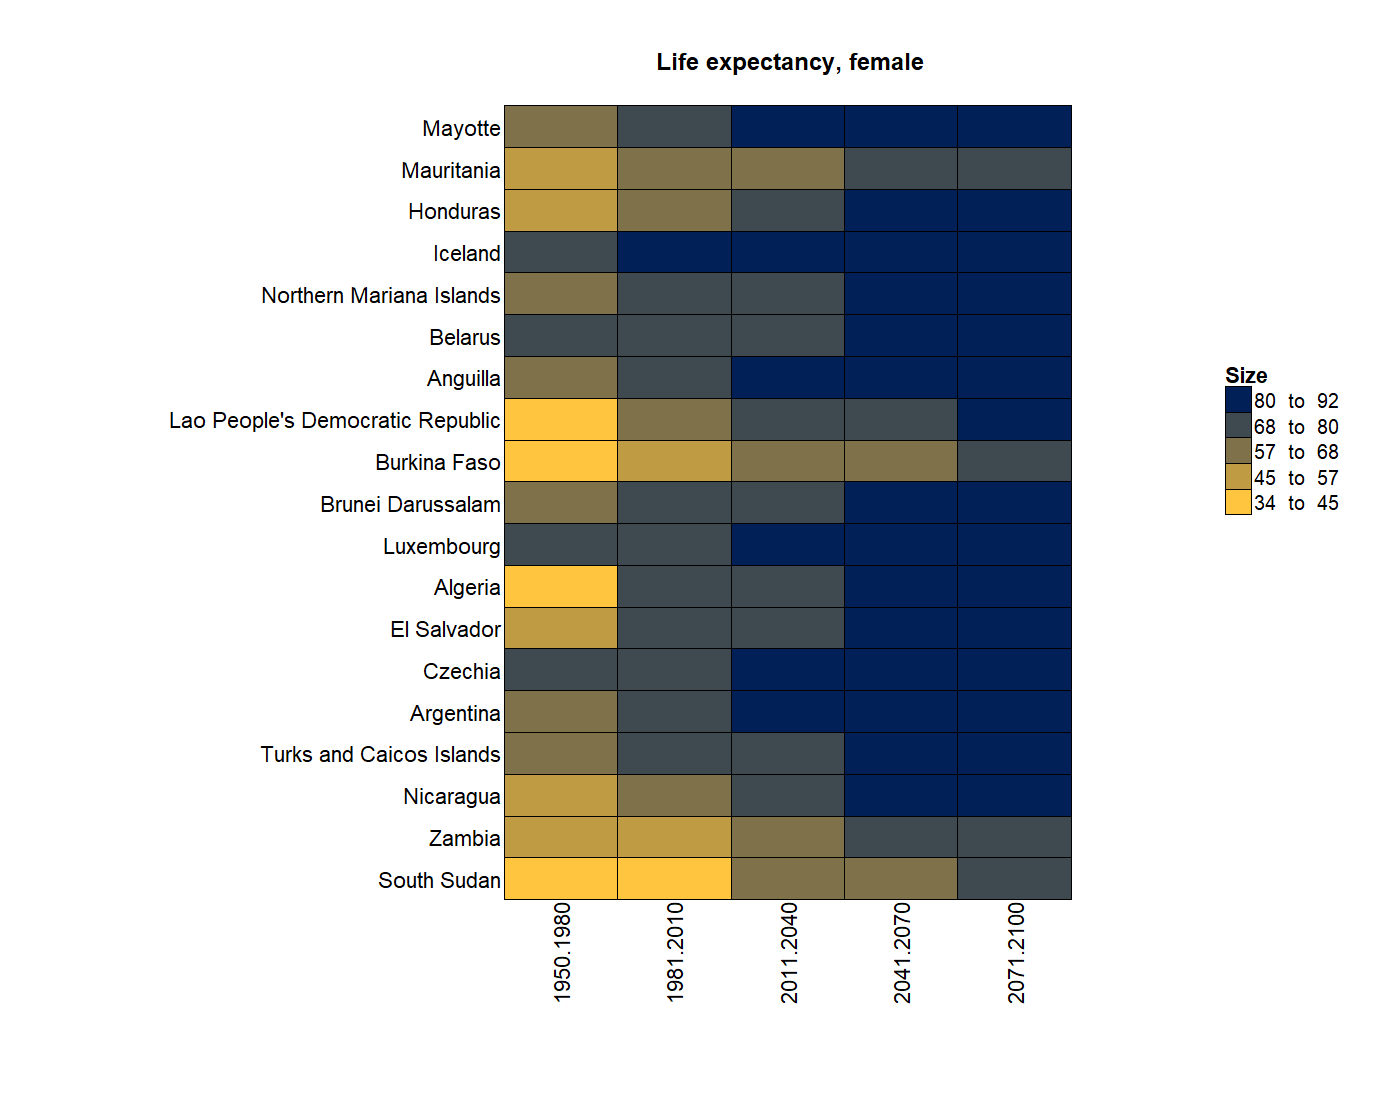 Life expectancy, female
Mayotte
Mauritania
Honduras
Iceland
Northern Mariana Islands
Belarus
Anguilla
Lao People's Democratic Republic
Burkina Faso
Brunei Darussalam
Luxembourg
Algeria
El Salvador
Czechia
Argentina
Turks and Caicos Islands
Nicaragua
Zambia
South Sudan
1950.1980
1981.2010
2011.2040
2041.2070
2071.2100
Size
80 to 92
68 to 80
57 to 68
45 to 57
34 to 45